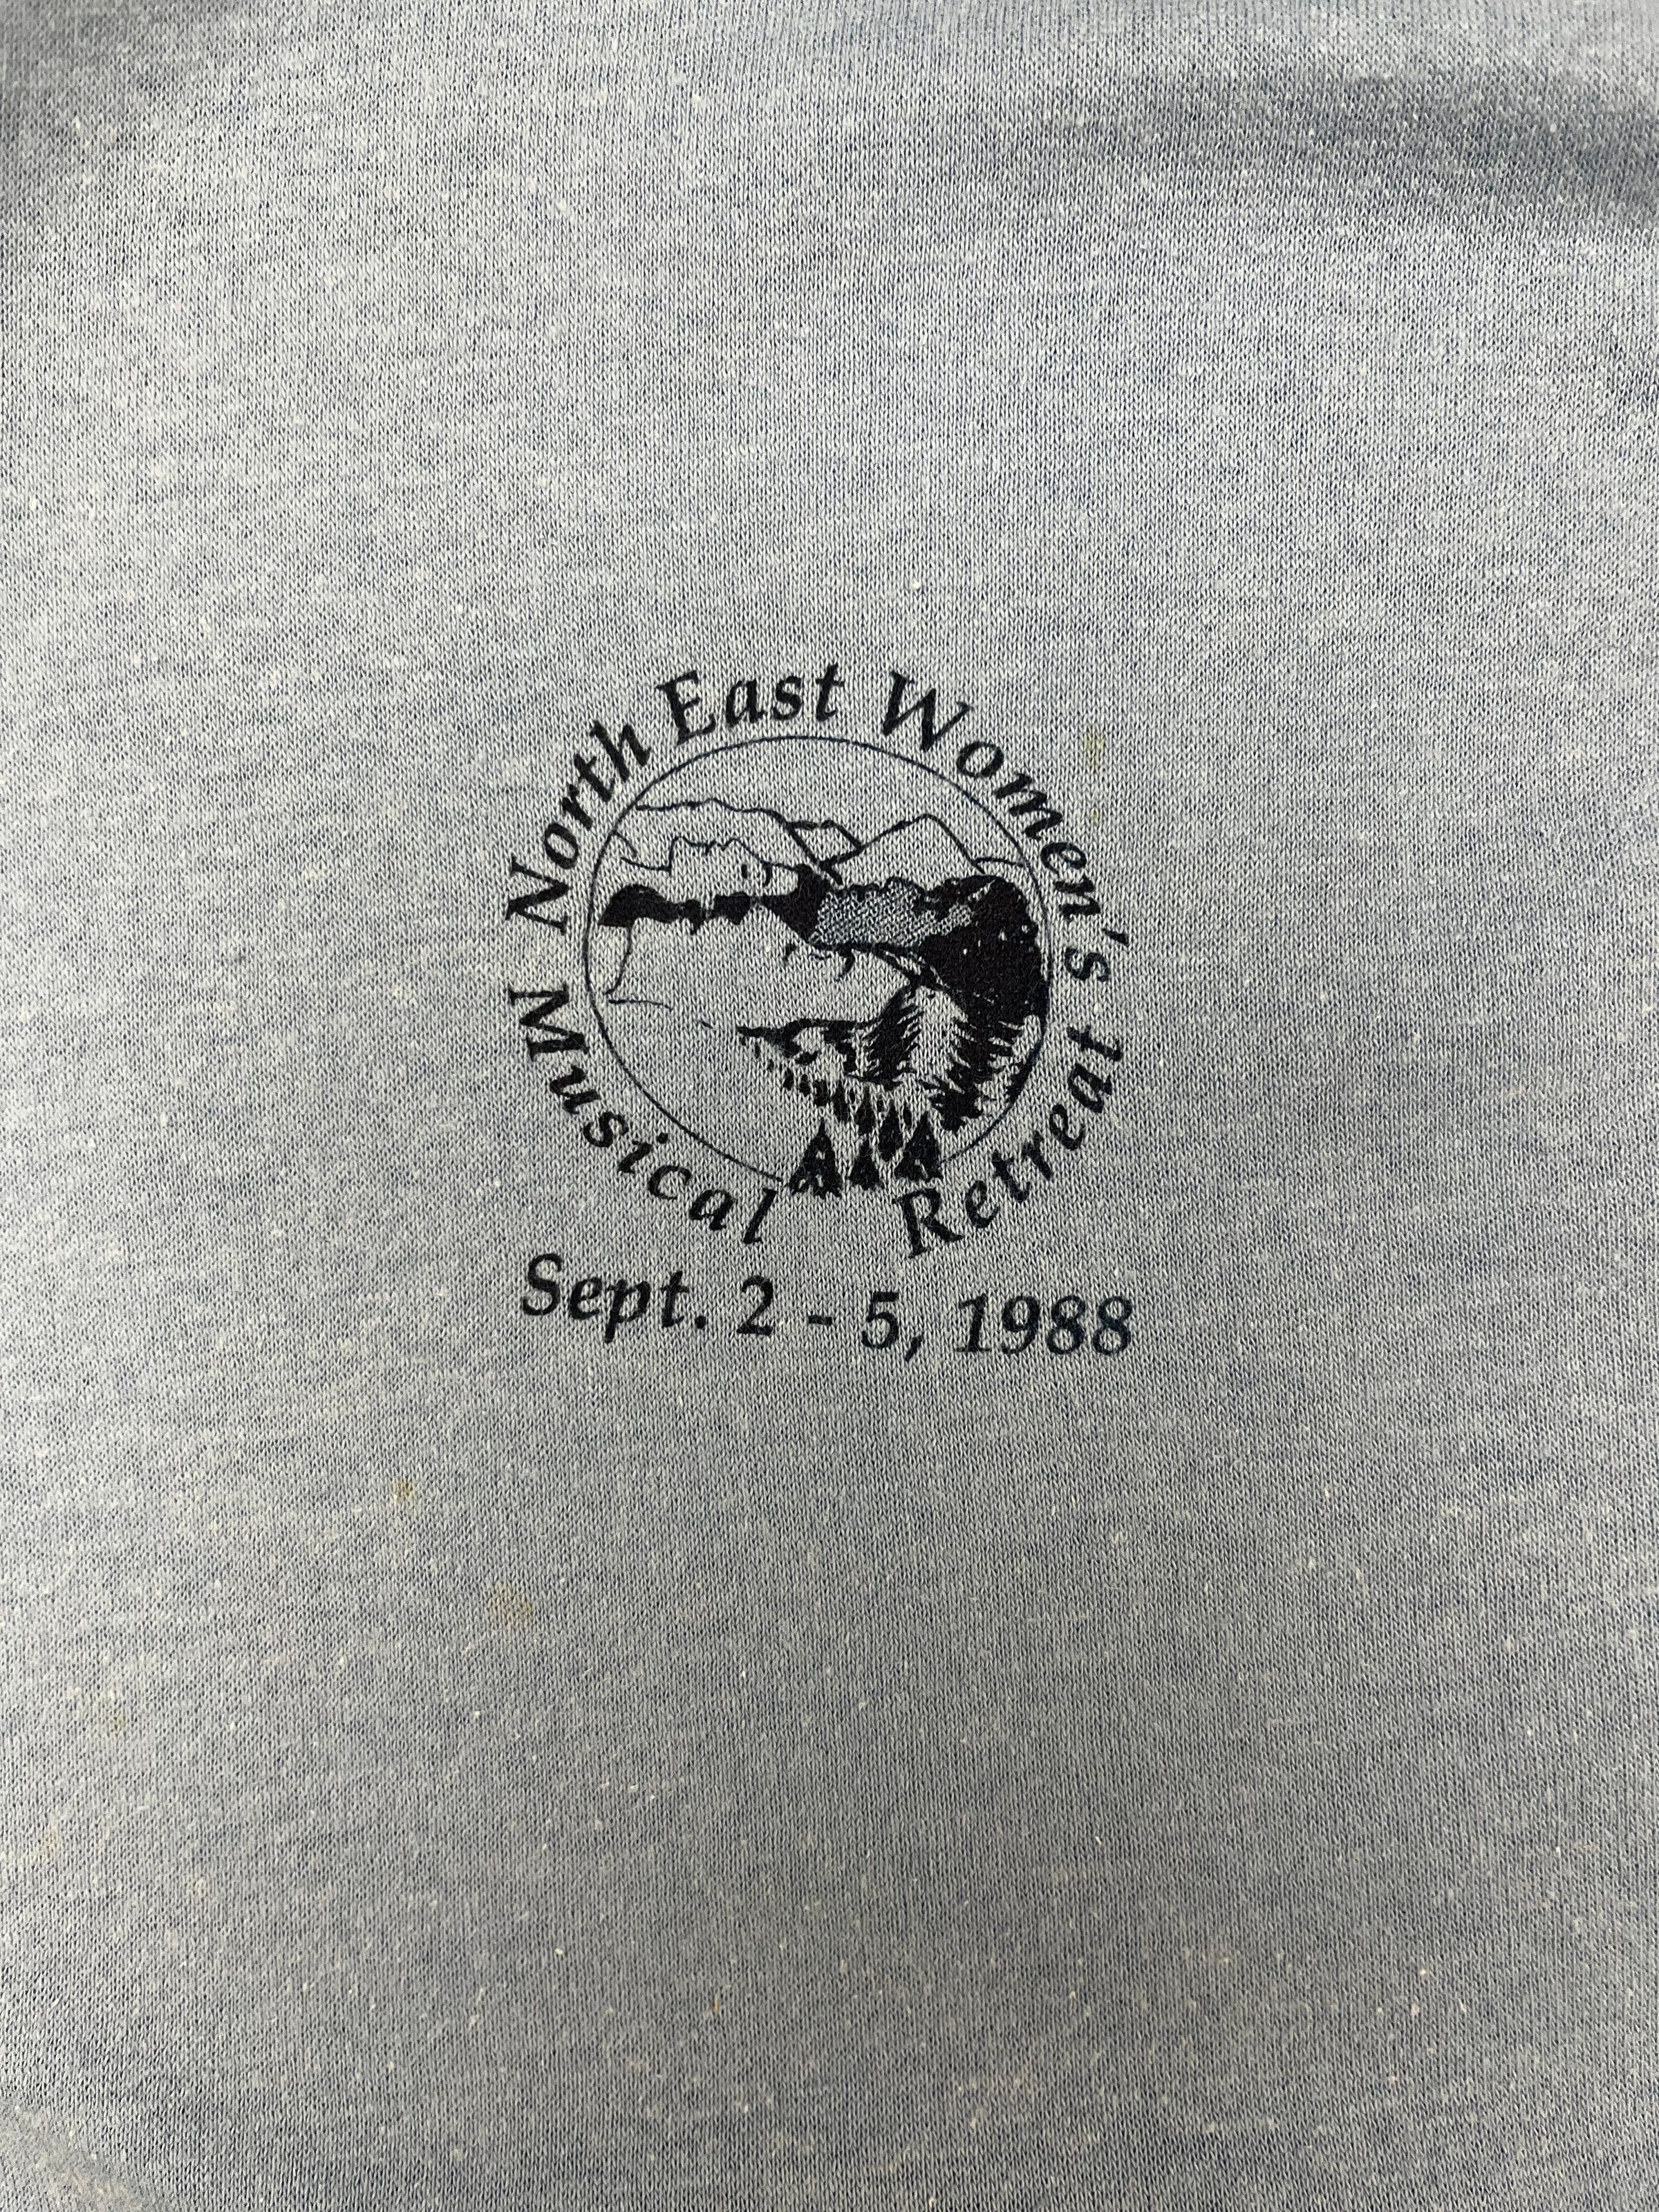 North East Women's
Musical Retreat
Sept. 2 - 5, 1988